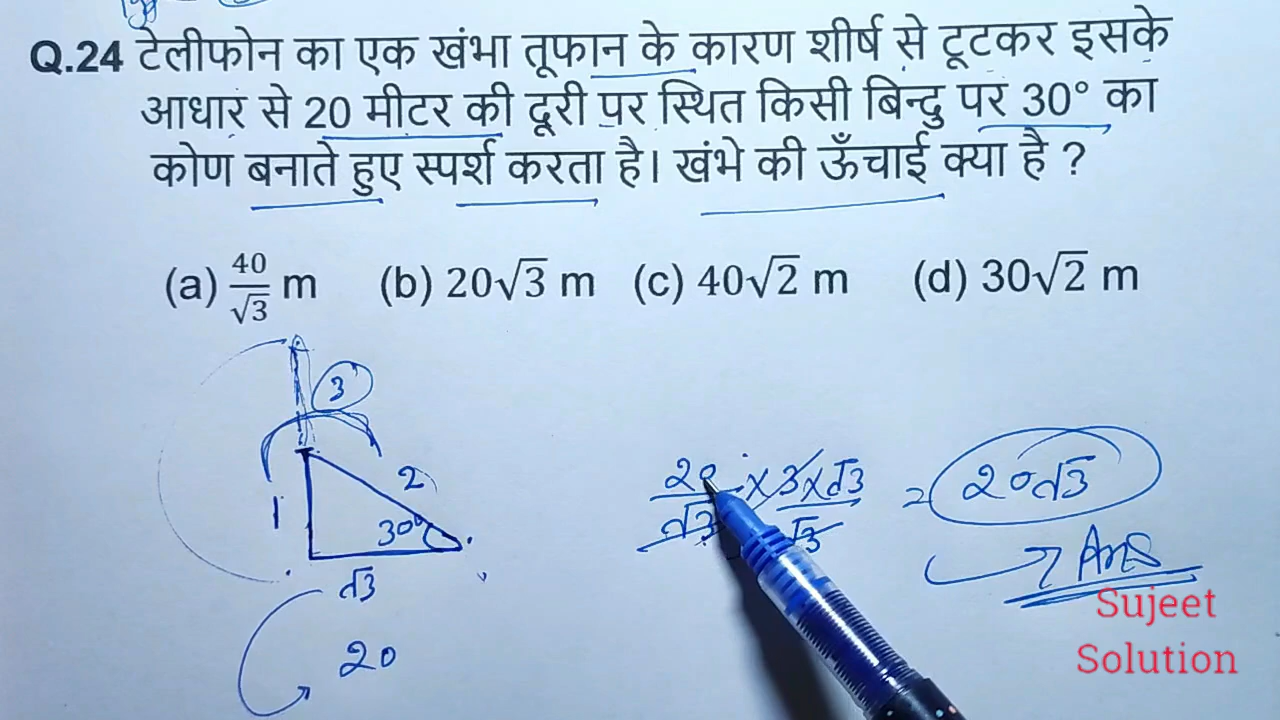 Q.24 टेलीफोन का एक खंभा तूफान के कारण शीर्ष से टूटकर इसके
आधार से 20 मीटर की दूरी पर स्थित किसी बिन्दु पर 30° का
कोण बनाते हुए स्पर्श करता है। खंभे की ऊँचाई क्या है ?
(a) 40/√3 m (b) 20√3 m (c) 40√2 m (d) 30√2 m
3
1 2 30°
√3
20
20/√3 × 3×√3/√3 = 20√3
Ans
Sujeet
Solution